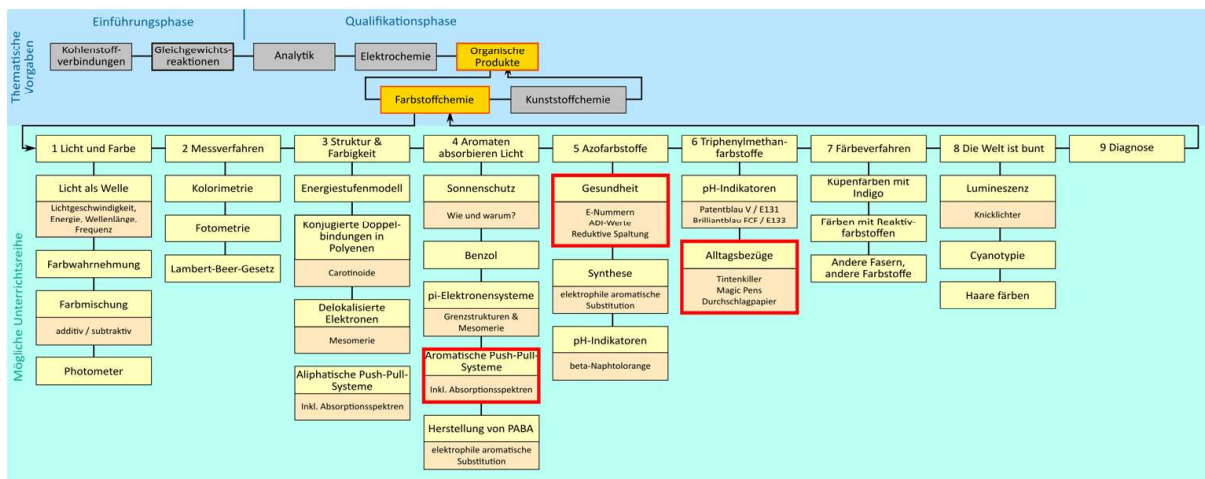 Einführungsphase
Qualifikationsphase
Thematische
Vorgaben
Kohlenstoff-
verbindungen
Gleichgewichts-
reaktionen
Analytik
Elektrochemie
Organische
Produkte
Farbstoffchemie
Kunststoffchemie
Mögliche Unterrichtsreihe
1 Licht und Farbe
Licht als Welle
Lichtgeschwindigkeit,
Energie, Wellenlänge,
Frequenz
Farbwahrnehmung
Farbmischung
additiv / subtraktiv
Photometer
2 Messverfahren
Kolorimetrie
Fotometrie
Lambert-Beer-Gesetz
3 Struktur &
Farbigkeit
Energiestufenmodell
Konjugierte Doppel-
bindungen in
Polyenen
Carotinoide
Delokalisierte
Elektronen
Mesomerie
Aliphatische Push-Pull-
Systeme
Inkl. Absorptionsspektren
4 Aromaten
absorbieren Licht
Sonnenschutz
Wie und warum?
Benzol
pi-Elektronensysteme
Grenzstrukturen &
Mesomerie
Aromatische Push-Pull-
Systeme
Inkl. Absorptionsspektren
Herstellung von PABA
elektrophile aromatische
Substitution
5 Azofarbstoffe
Gesundheit
E-Nummern
ADI-Werte
Reduktive Spaltung
Synthese
elektrophile aromatische
Substitution
pH-Indikatoren
beta-Naphtolorange
6 Triphenylmethan-
farbstoffe
pH-Indikatoren
Patentblau V / E131
Brilliantblau FCF / E133
Alltagsbezüge
Tintenkiller
Magic Pens
Durchschlagpapier
7 Färbeverfahren
Küpenfärben mit
Indigo
Färben mit Reaktiv-
farbstoffen
Andere Fasern,
andere Farbstoffe
8 Die Welt ist bunt
Lumineszenz
Knicklichter
Cyanotypie
Haare färben
9 Diagnose